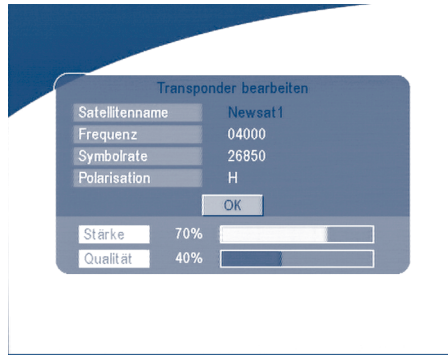 Transponder bearbeiten
Satellitenname Newsat1
Frequenz 04000
Symbolrate 26850
Polarisation H
OK
Stärke 70%
Qualität 40%